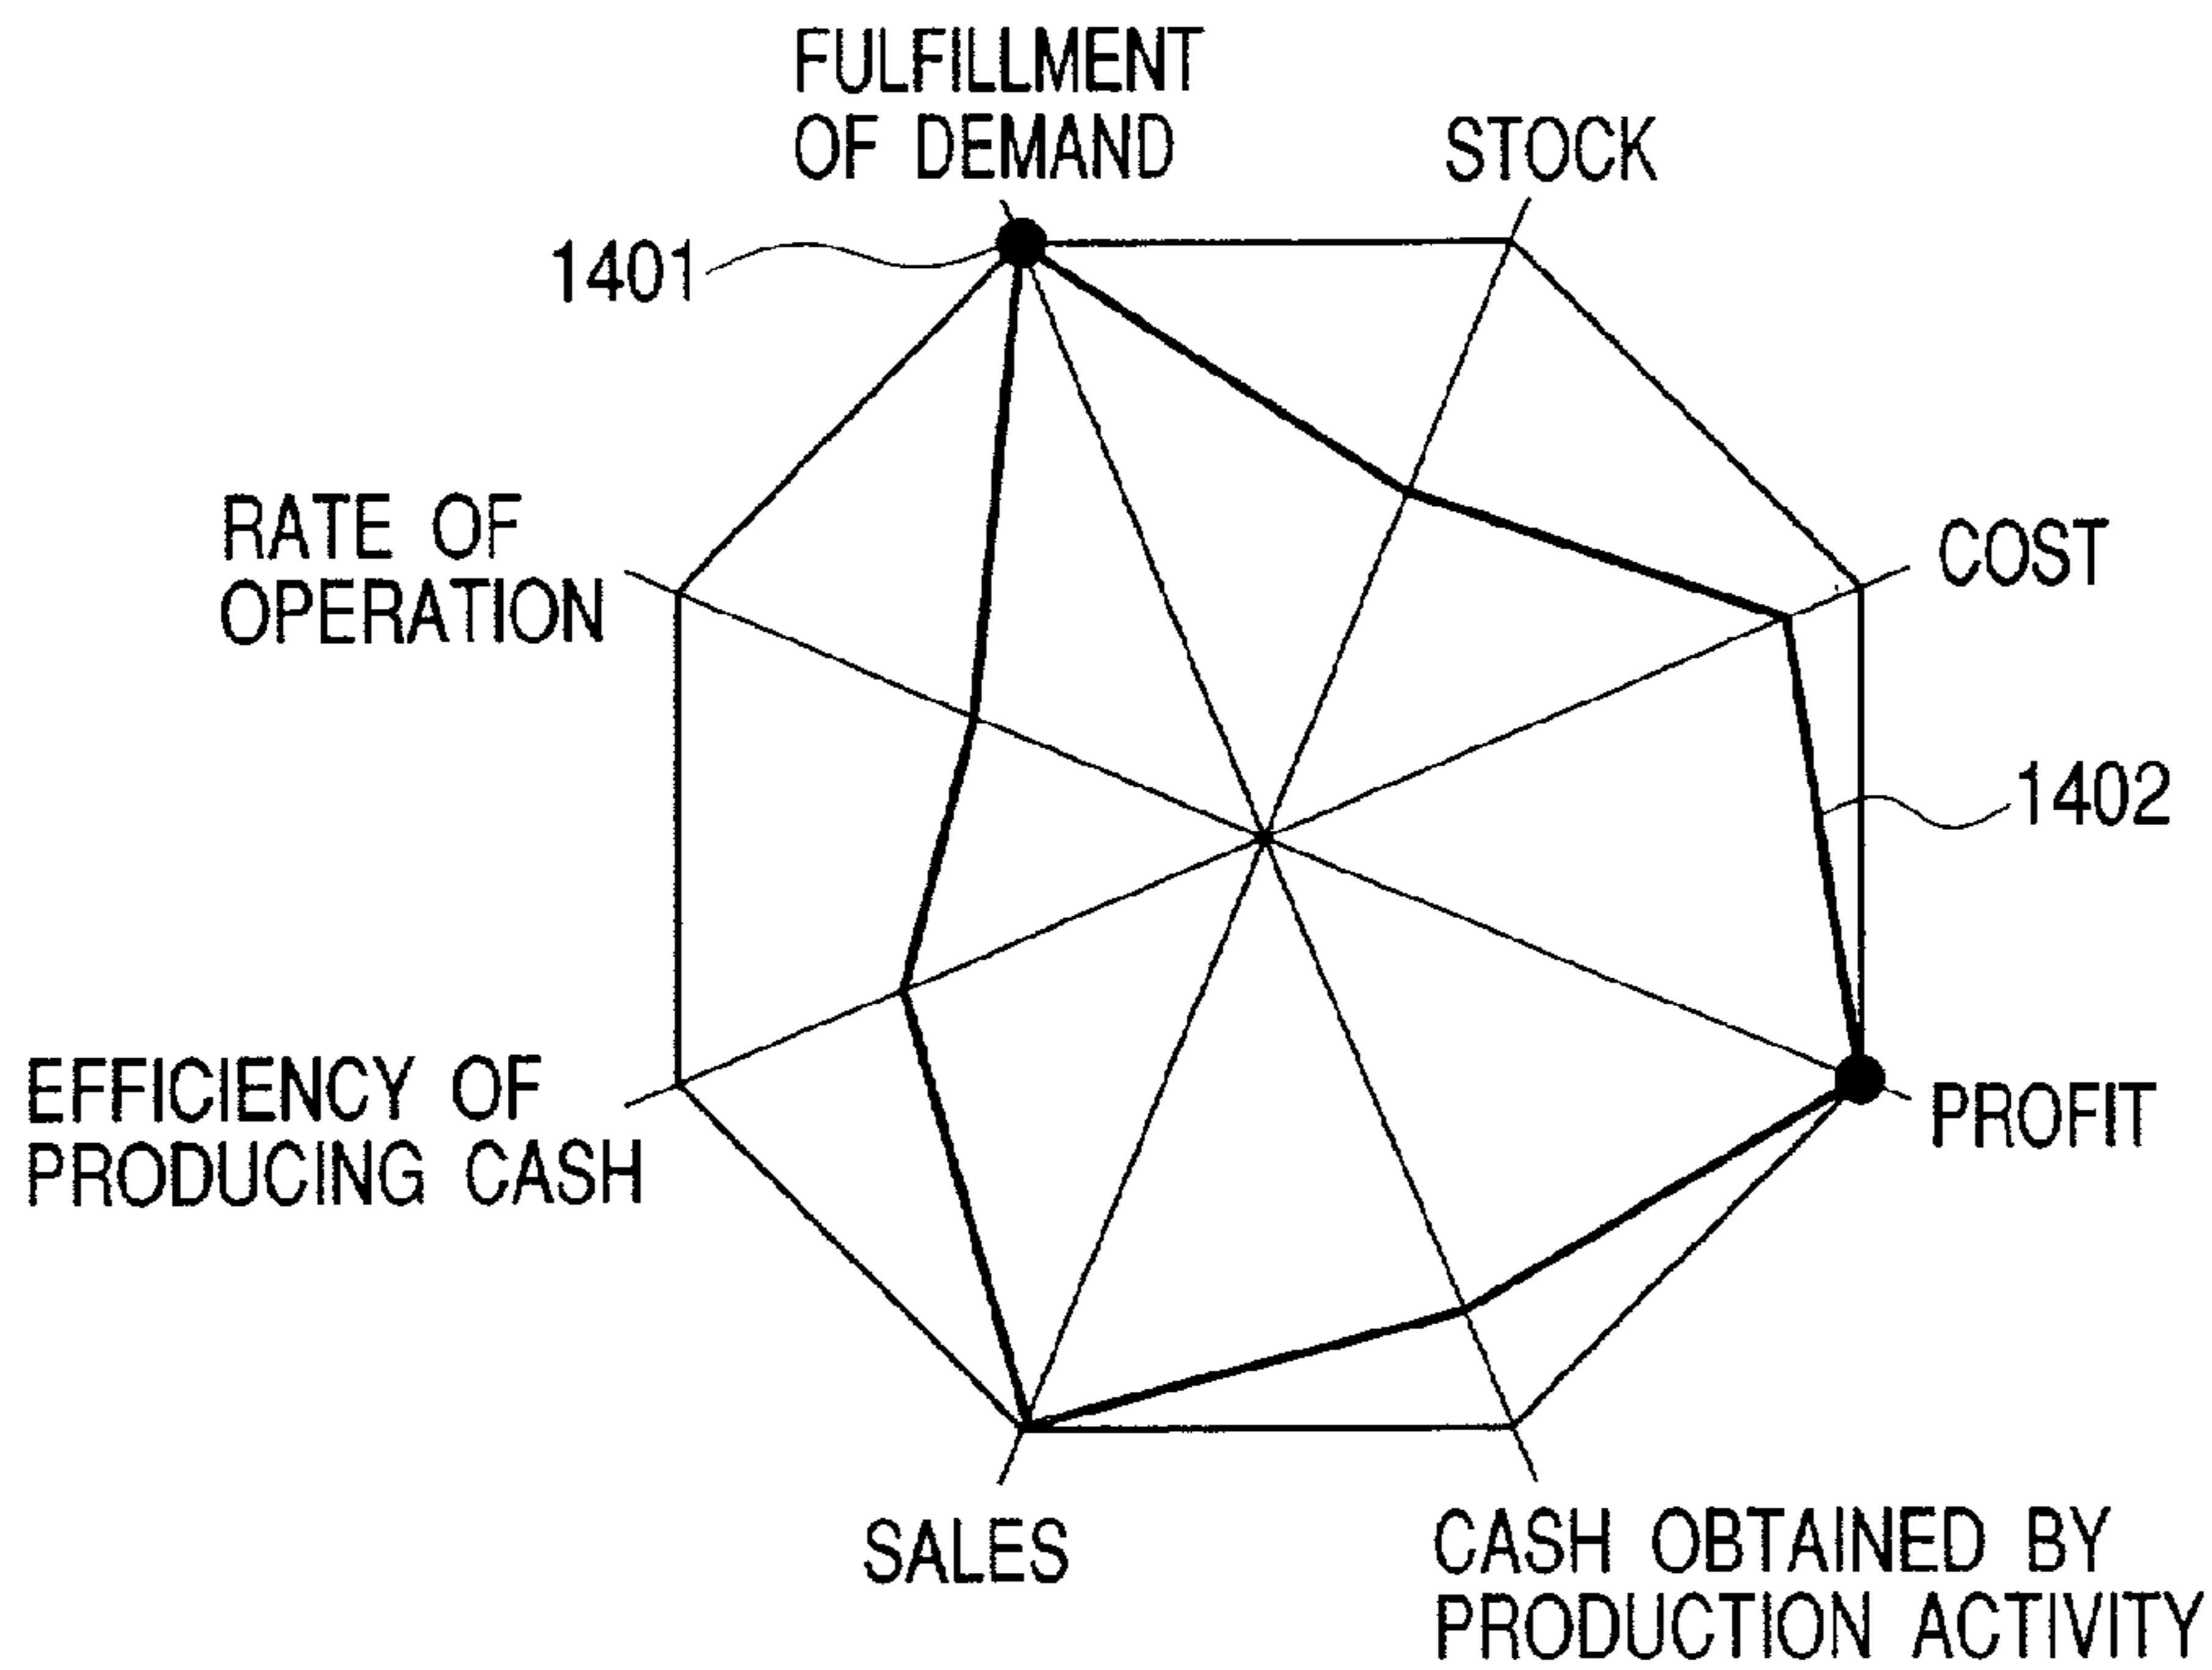 FULFILLMENT
OF DEMAND
STOCK
1401
RATE OF
OPERATION
COST
1402
EFFICIENCY OF
PRODUCING CASH
PROFIT
SALES
CASH OBTAINED BY
PRODUCTION ACTIVITY